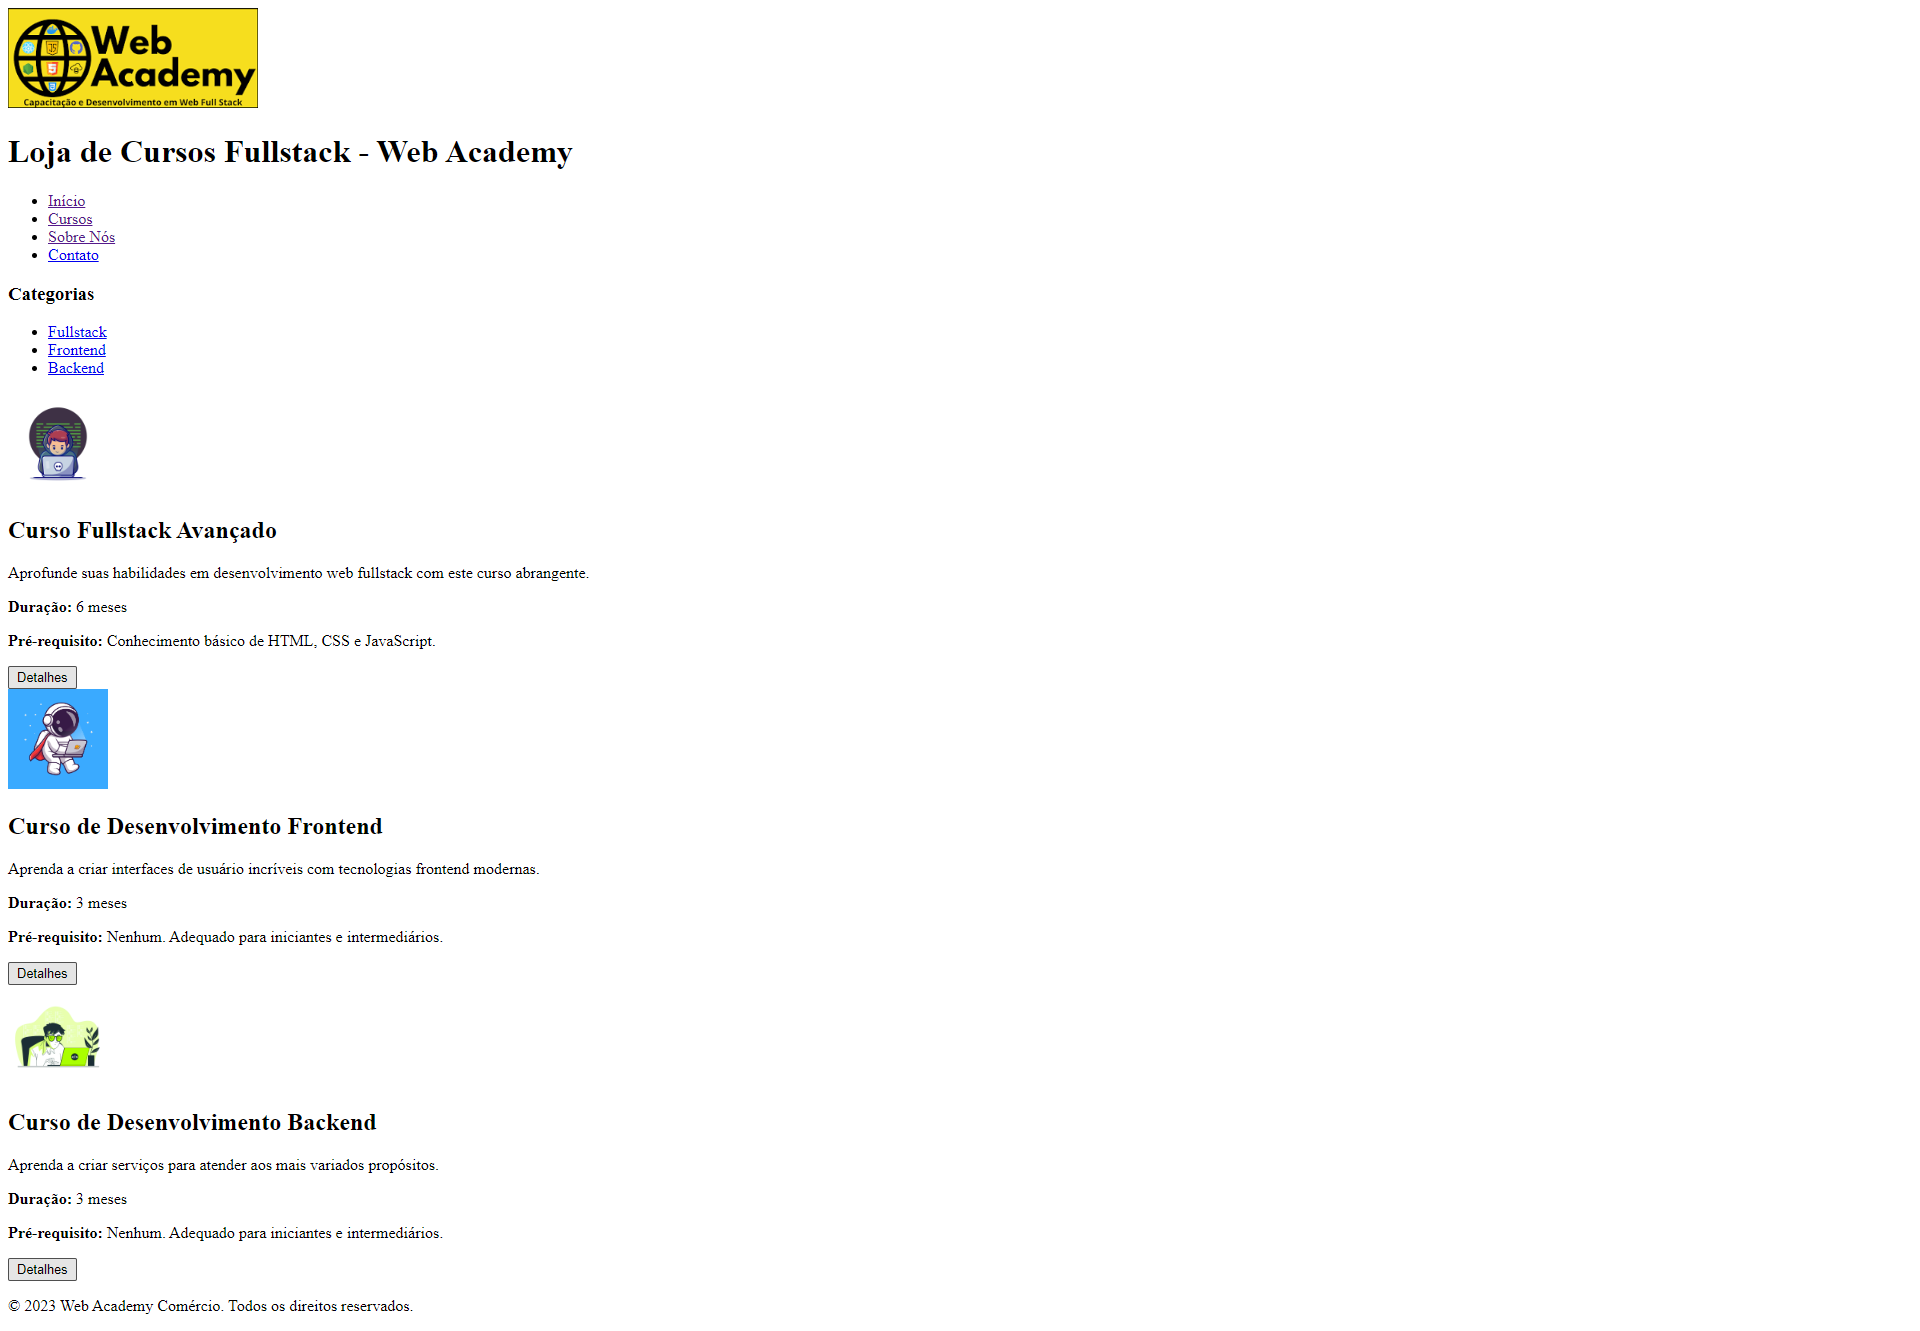 Web
Academy
Capacitação e Desenvolvimento em Web Full Stack
Loja de Cursos Fullstack - Web Academy
Início
Cursos
Sobre Nós
Contato
Categorias
Fullstack
Frontend
Backend
Curso Fullstack Avançado
Aprofunde suas habilidades em desenvolvimento web fullstack com este curso abrangente.
Duração: 6 meses
Pré-requisito: Conhecimento básico de HTML, CSS e JavaScript.
Detalhes
Curso de Desenvolvimento Frontend
Aprenda a criar interfaces de usuário incríveis com tecnologias frontend modernas.
Duração: 3 meses
Pré-requisito: Nenhum. Adequado para iniciantes e intermediários.
Detalhes
Curso de Desenvolvimento Backend
Aprenda a criar serviços para atender aos mais variados propósitos.
Duração: 3 meses
Pré-requisito: Nenhum. Adequado para iniciantes e intermediários.
Detalhes
© 2023 Web Academy Comércio. Todos os direitos reservados.